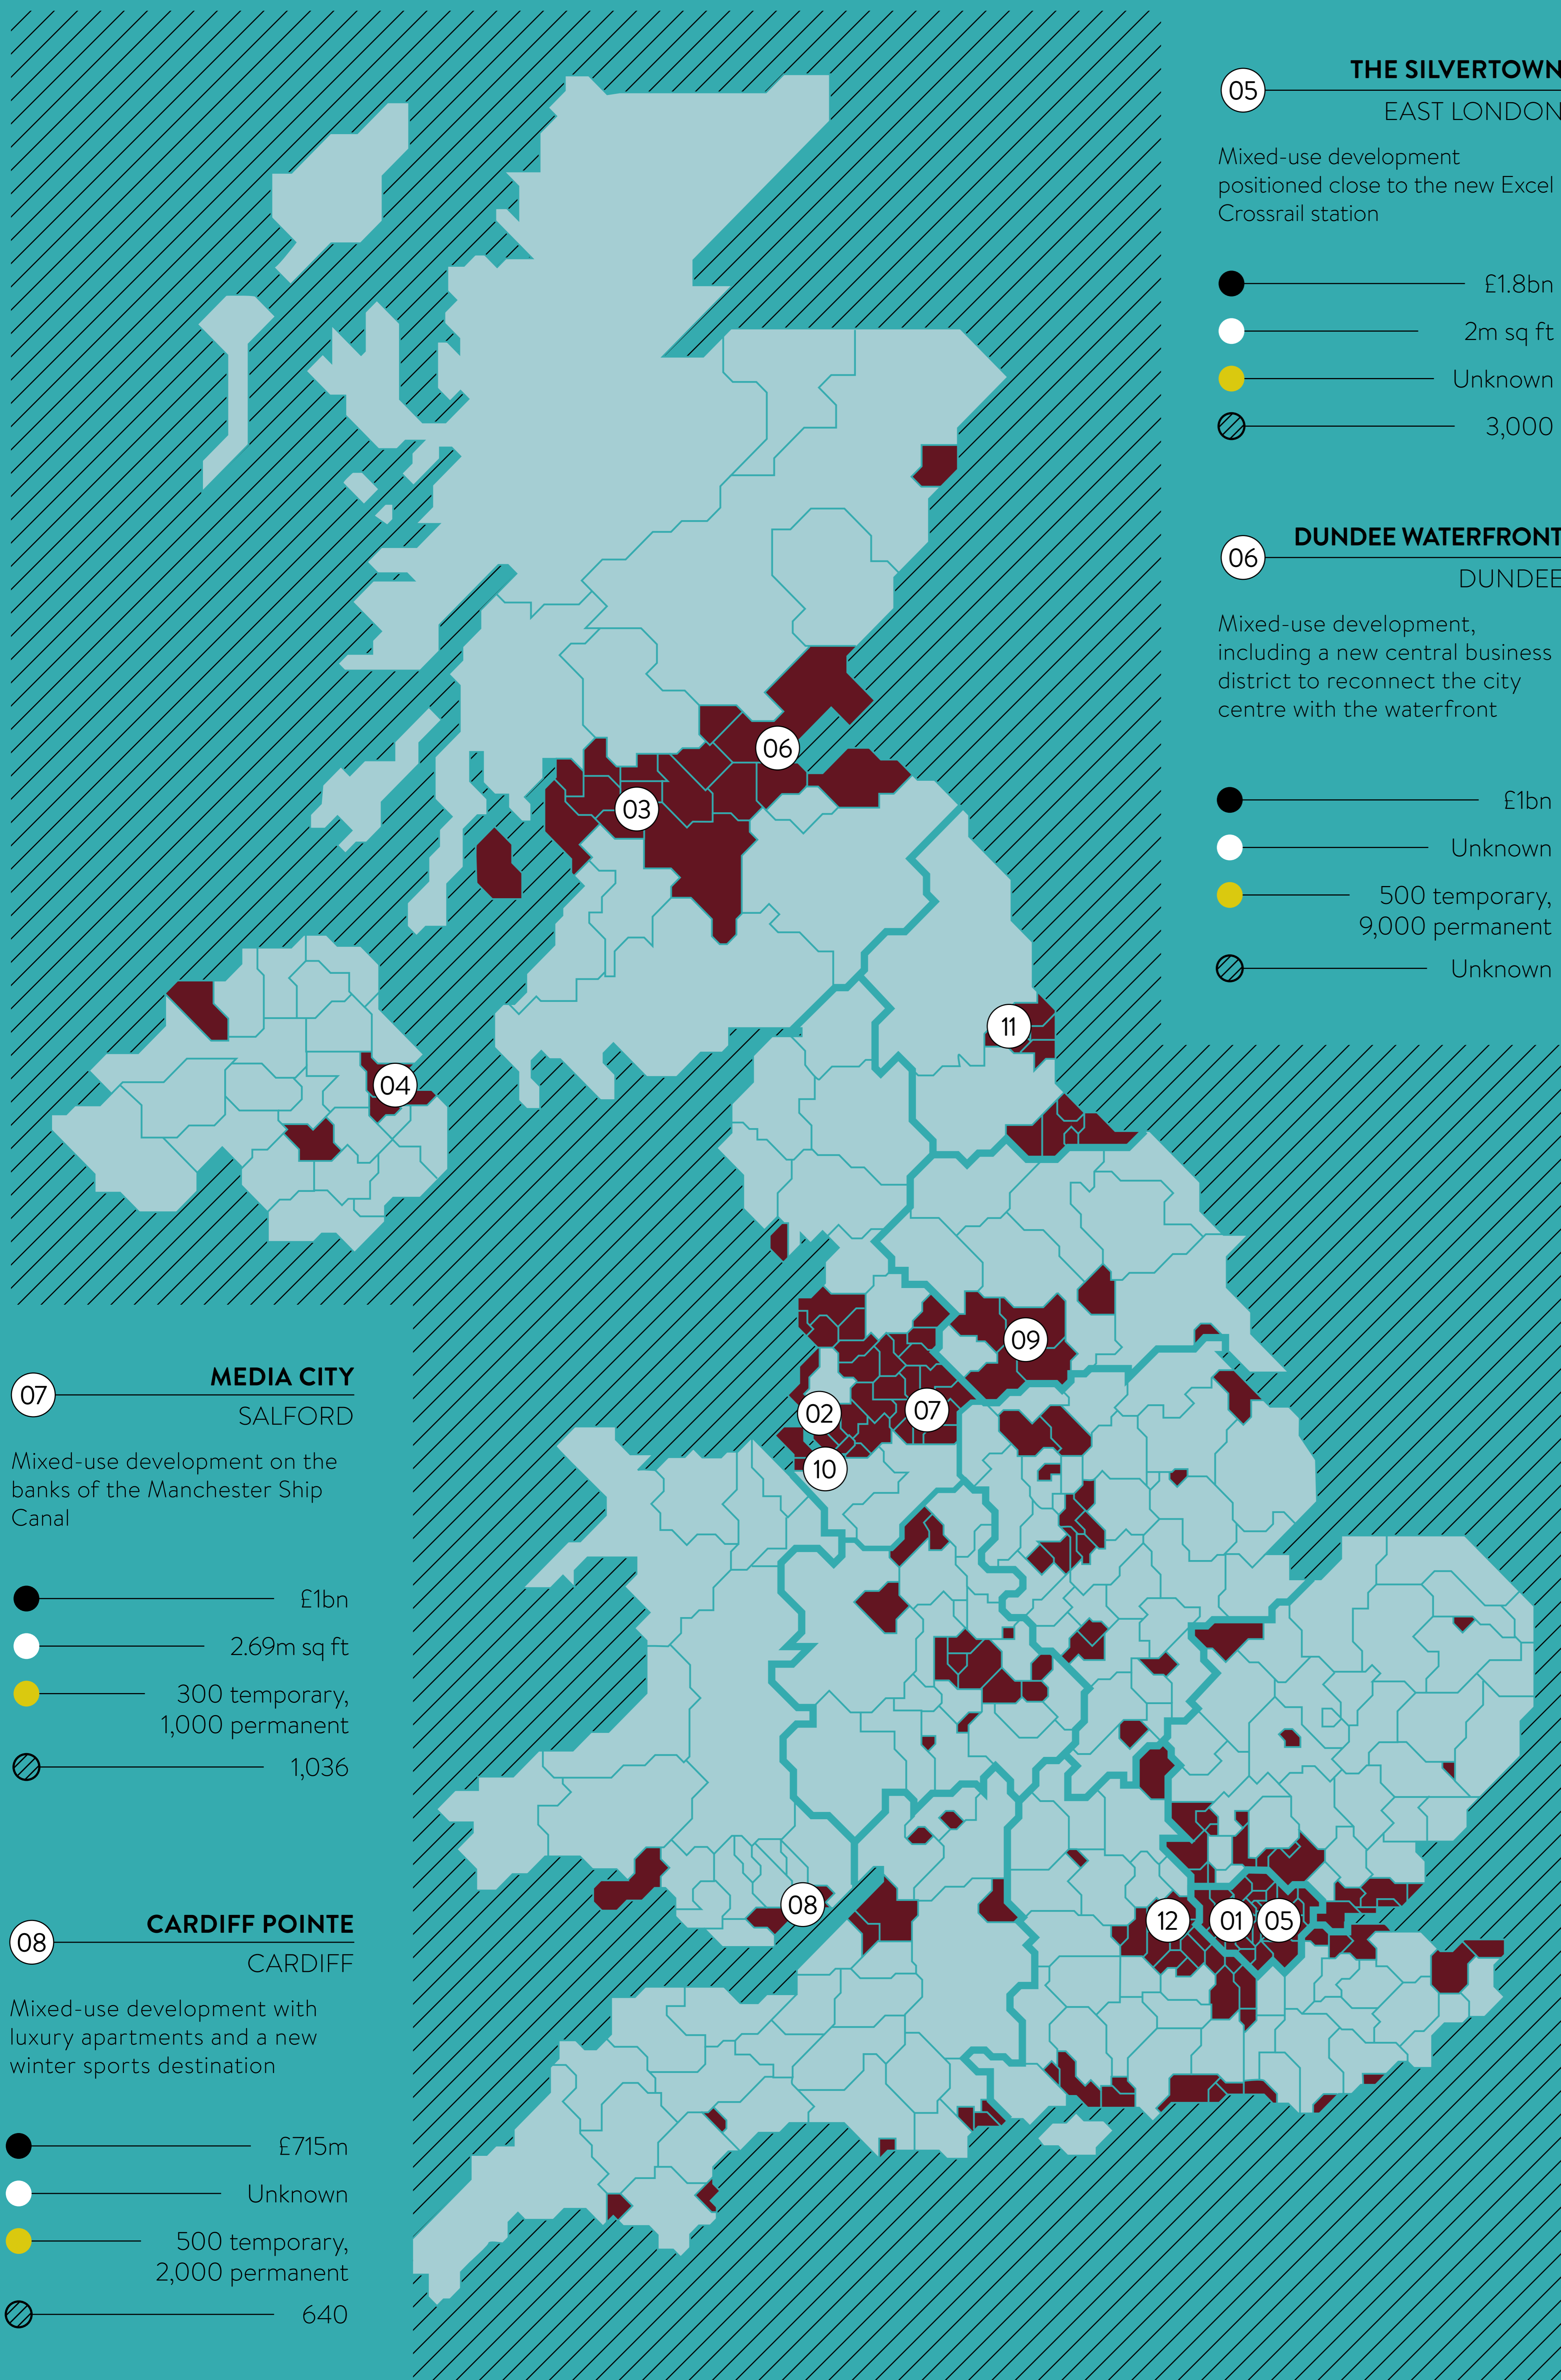 05
THE SILVERTOWN
EAST LONDON
Mixed-use development
positioned close to the new Excel
Crossrail station
£1.8bn
2m sq ft
Unknown
3,000
06
DUNDEE WATERFRONT
DUNDEE
Mixed-use development,
including a new central business
district to reconnect the city
centre with the waterfront
£1bn
Unknown
500 temporary,
9,000 permanent
Unknown
06
03
11
04
09
02
07
10
08
12
01
05
07
MEDIA CITY
SALFORD
Mixed-use development on the
banks of the Manchester Ship
Canal
£1bn
2.69m sq ft
300 temporary,
1,000 permanent
1,036
08
CARDIFF POINTE
CARDIFF
Mixed-use development with
luxury apartments and a new
winter sports destination
£715m
Unknown
500 temporary,
2,000 permanent
640